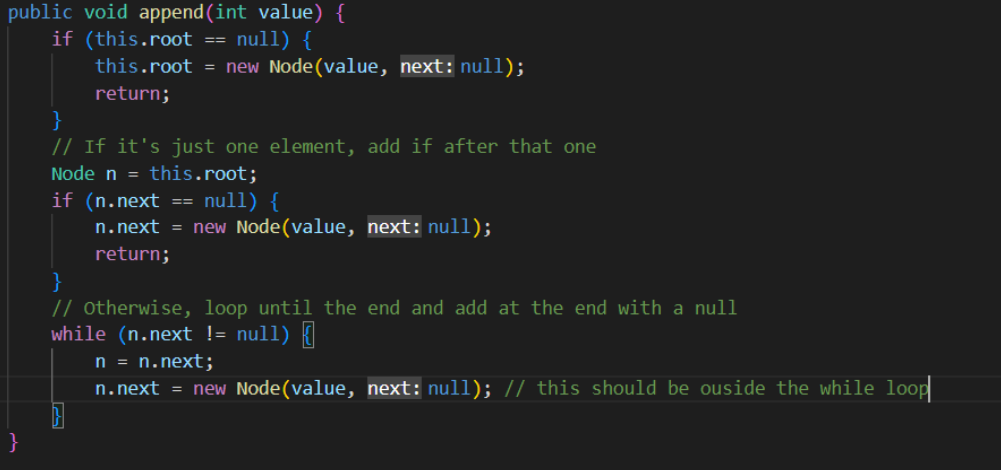 public void append(int value) {
if (this.root == null) {
this.root = new Node(value, next: null);
return;
}
// If it's just one element, add if after that one
Node n = this.root;
if (n.next == null) {
n.next = new Node(value, next: null);
return;
}
// Otherwise, loop until the end and add at the end with a null
while (n.next != null) {
n = n.next;
n.next = new Node(value, next: null); // this should be ouside the while loop
}
}